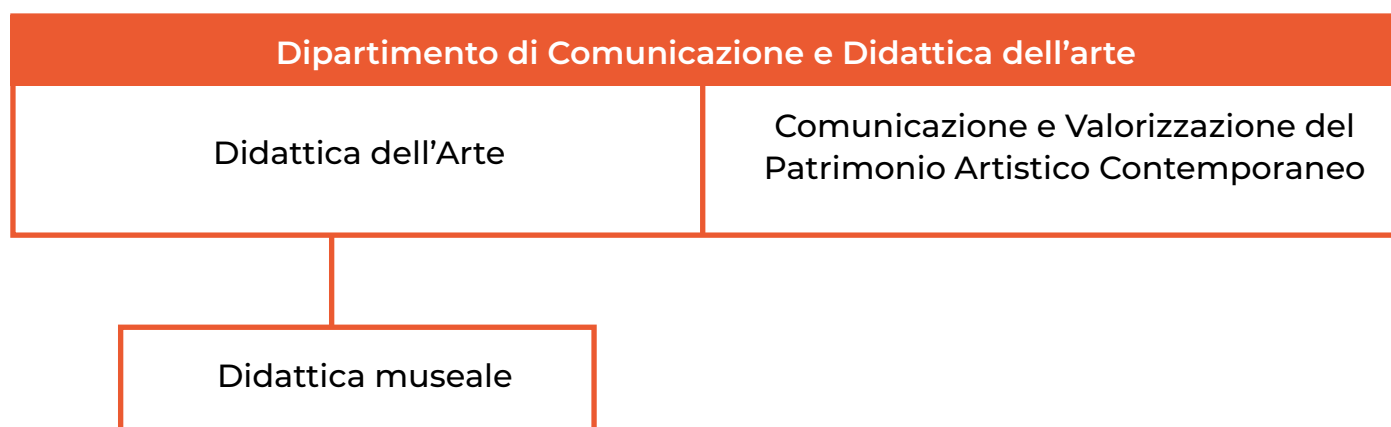 Dipartimento di Comunicazione e Didattica dell’arte
Didattica dell’Arte
Comunicazione e Valorizzazione del
Patrimonio Artistico Contemporaneo
Didattica museale